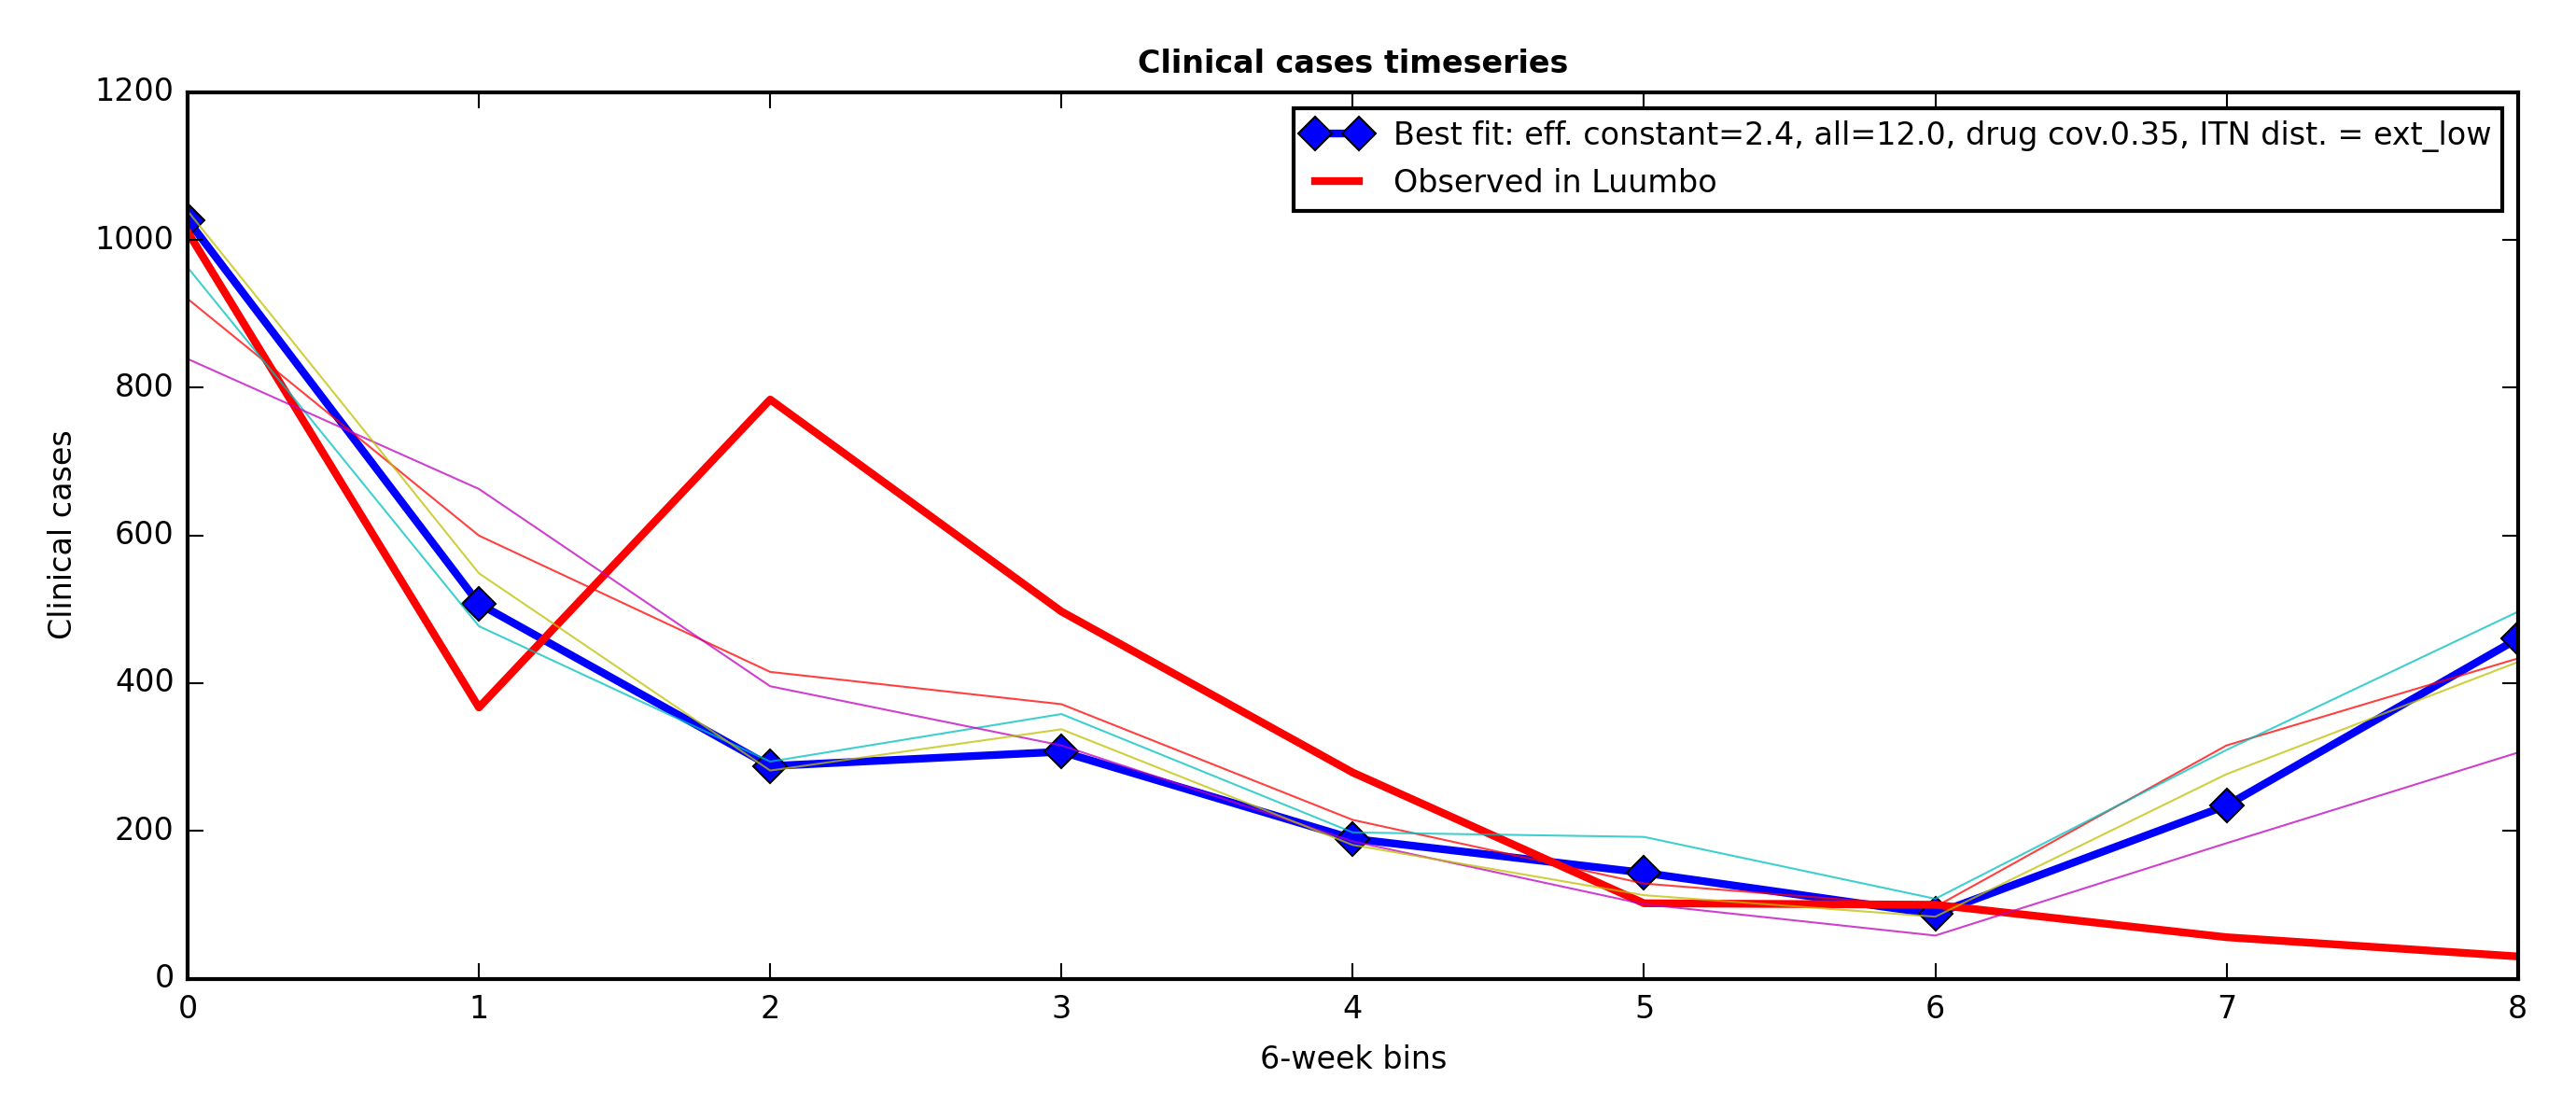 Clinical cases timeseries
1200
1000
800
600
400
200
0
Clinical cases
Best fit: eff. constant=2.4, all=12.0, drug cov.0.35, ITN dist. = ext_low
Observed in Luumbo
0 1 2 3 4 5 6 7 8
6-week bins